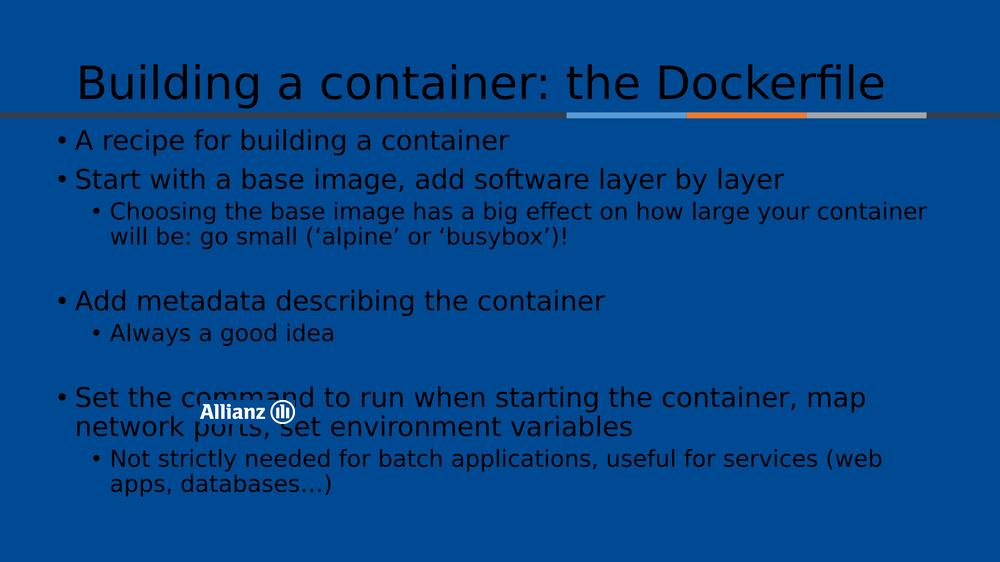 Building a container: the Dockerfile
• A recipe for building a container
• Start with a base image, add software layer by layer
• Choosing the base image has a big effect on how large your container
will be: go small (‘alpine’ or ‘busybox’)!
• Add metadata describing the container
• Always a good idea
• Set the command to run when starting the container, map
Allianz
network ports, set environment variables
• Not strictly needed for batch applications, useful for services (web
apps, databases…)